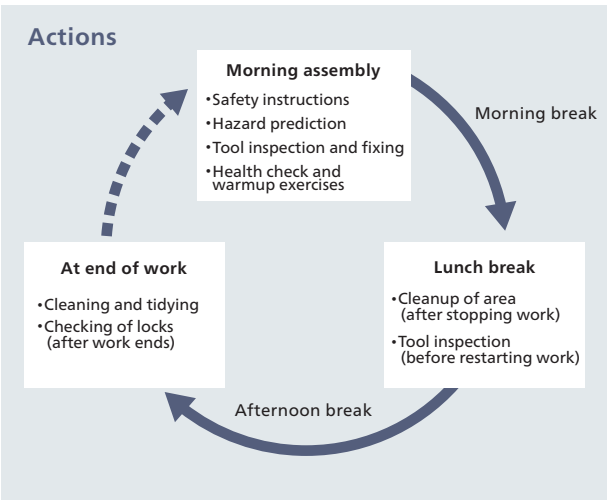 Actions
Morning assembly
•Safety instructions
•Hazard prediction
•Tool inspection and fixing
•Health check and
warmup exercises
Morning break
Lunch break
•Cleanup of area
(after stopping work)
•Tool inspection
(before restarting work)
Afternoon break
At end of work
•Cleaning and tidying
•Checking of locks
(after work ends)